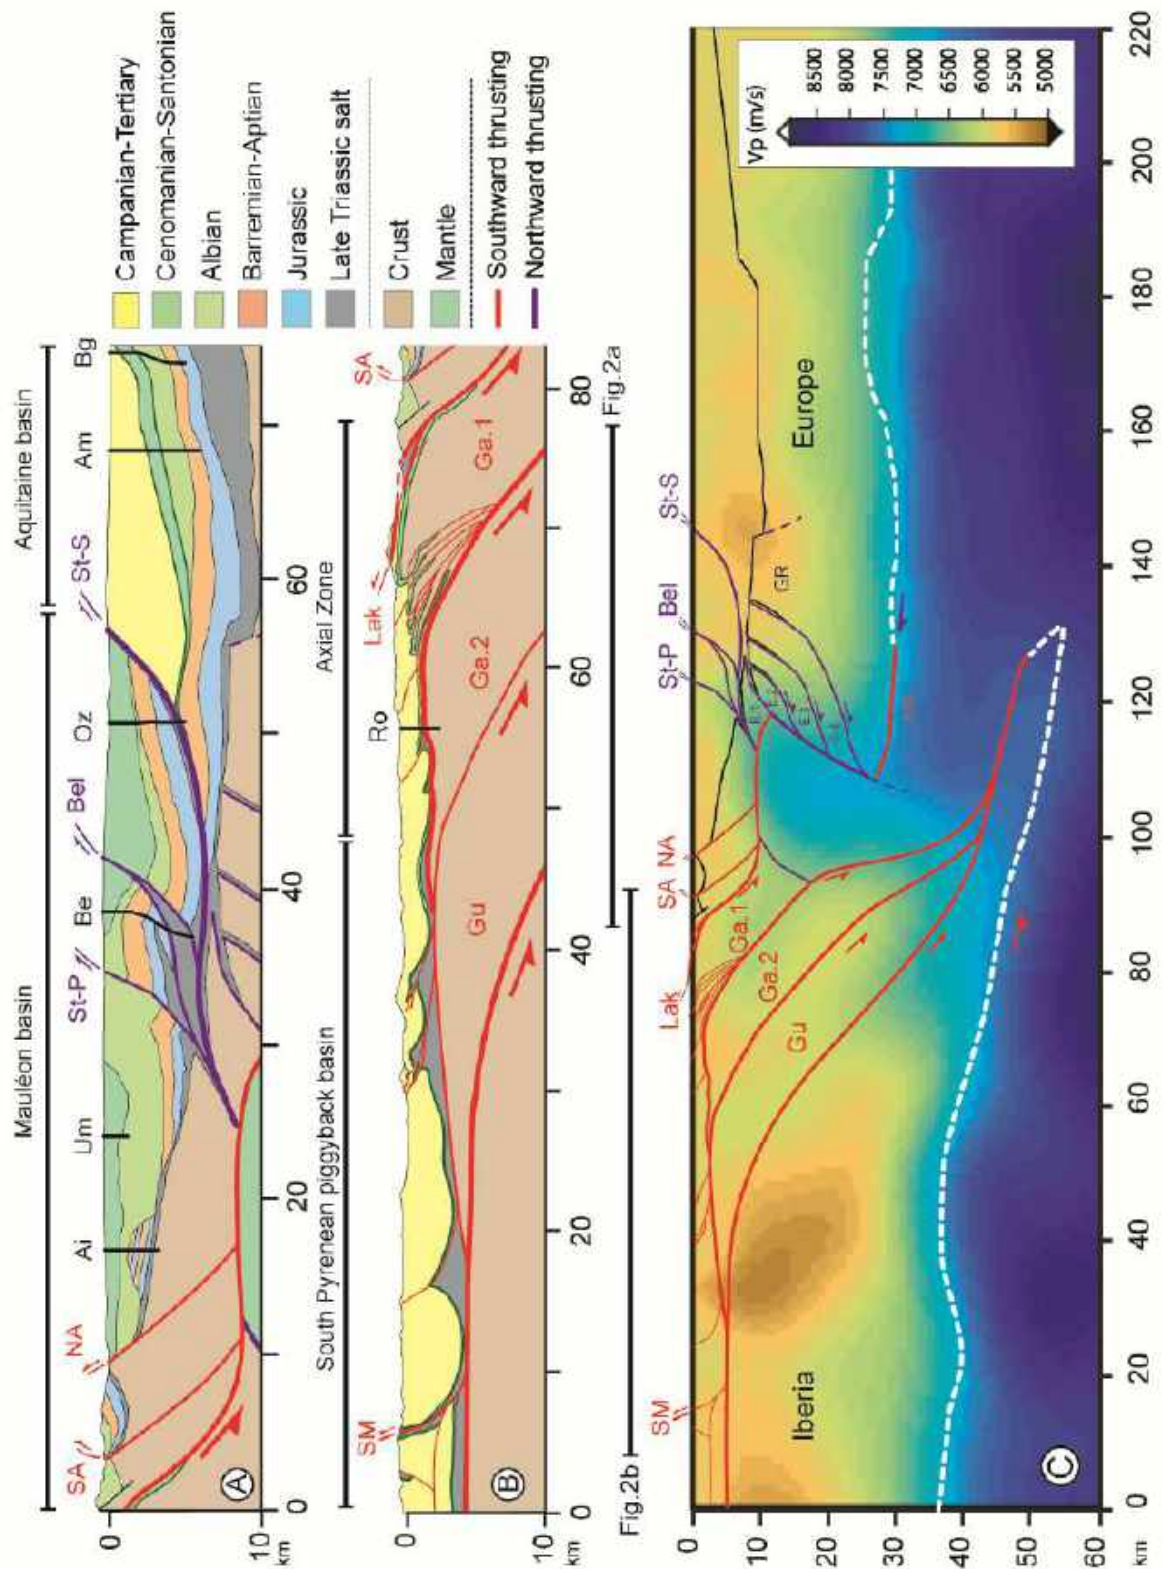 Mauléon basin
Aquitaine basin
SA
NA
Ai
Um
St-P
Be
Bel
Oz
St-S
Am
Bg
0
10
km
0
20
40
60
A
Campanian-Tertiary
Cenomanian-Santonian
Albian
Barremian-Aptian
Jurassic
Late Triassic salt
Crust
Mantle
Southward thrusting
Northward thrusting
South Pyrenean piggyback basin
Axial Zone
SM
Ro
Lak
SA
Gu
Ga.2
Ga.1
0
10
km
0
20
40
60
80
B
Fig.2b
Fig.2a
SM
Lak
SA
NA
St-P
Bel
St-S
Ga.1
Ga.2
Gu
GR
Iberia
Europe
Vp (m/s)
8500
8000
7500
7000
6500
6000
5500
5000
0
10
20
30
40
50
60
km
0
20
40
60
80
100
120
140
160
180
200
220
C